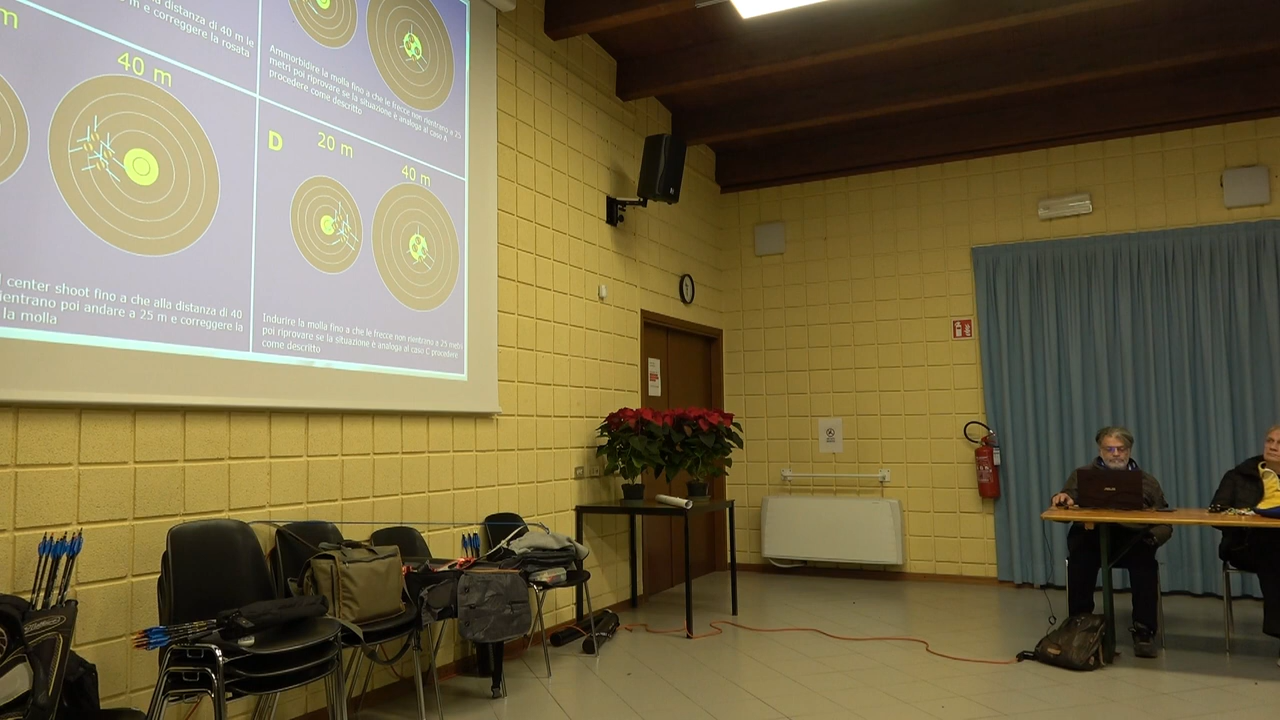 a distanza di 40 m le
m e correggere la rosata
m
40 m
l center shoot fino a che alla distanza di 40
rientrano poi andare a 25 m e correggere la
la molla
Ammorbidire la molla fino a che le frecce non rientrano a 25
metri poi riprovare se la situazione è analoga al caso A
procedere come descritto
D
20 m
40 m
Indurire la molla fino a che le frecce non rientrano a 25 metri
poi riprovare se la situazione è analoga al caso C procedere
come descritto
ASUS